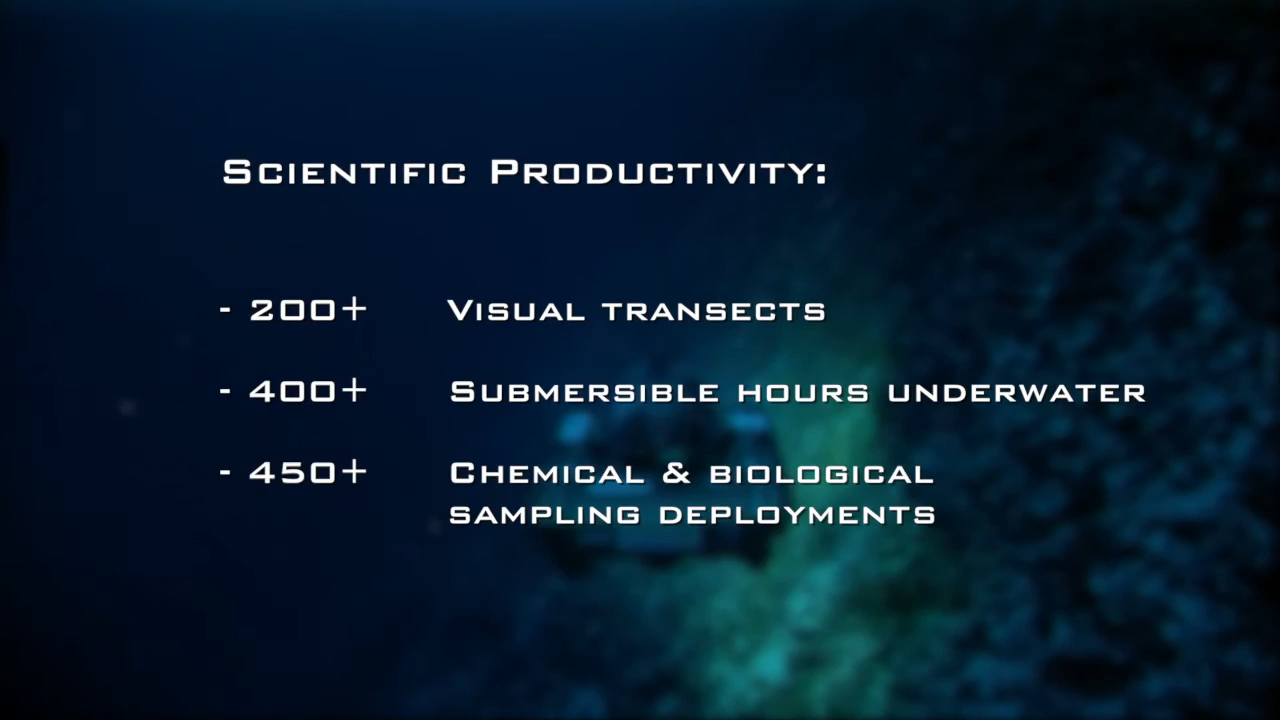 Scientific Productivity:
- 200+ Visual transects
- 400+ Submersible hours underwater
- 450+ Chemical & biological
sampling deployments